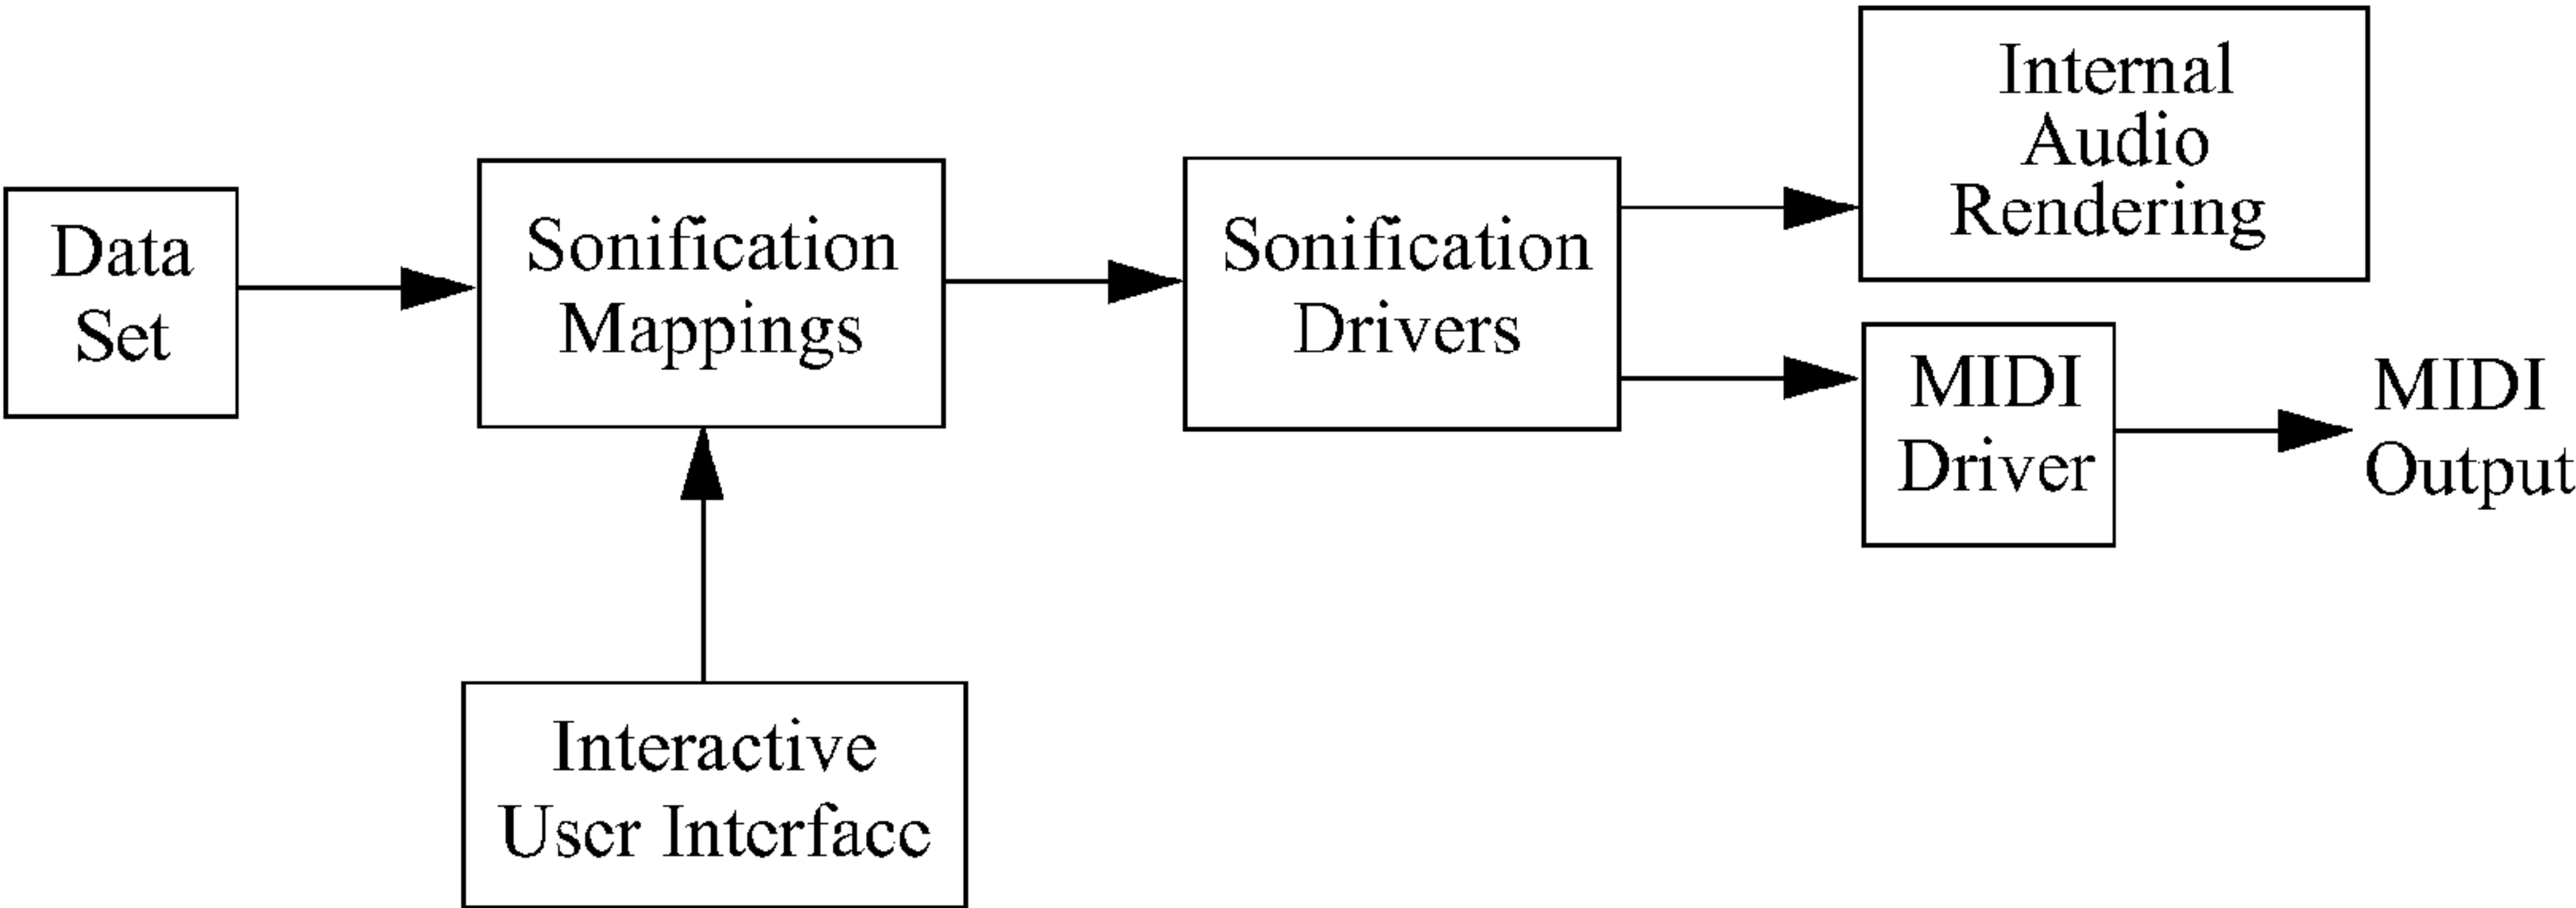 Data
Set
Sonification
Mappings
Sonification
Drivers
Internal
Audio
Rendering
MIDI
Driver
MIDI
Output
Interactive
User Interface